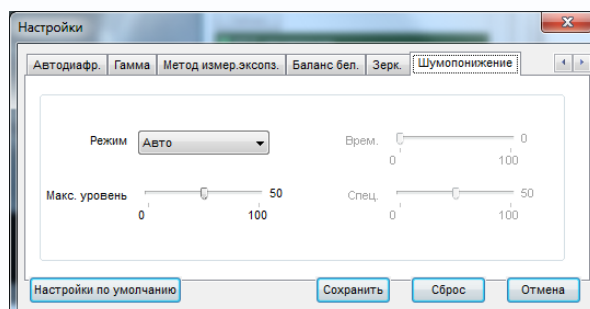 Настройки
Автодиафр. Гамма Метод измер.эксопз. Баланс бел. Зерк. Шумопонижение
Режим Авто Врем. 0
0 100
Макс. уровень 50 Спец. 50
0 100 0 100
Настройки по умолчанию Сохранить Сброс Отмена